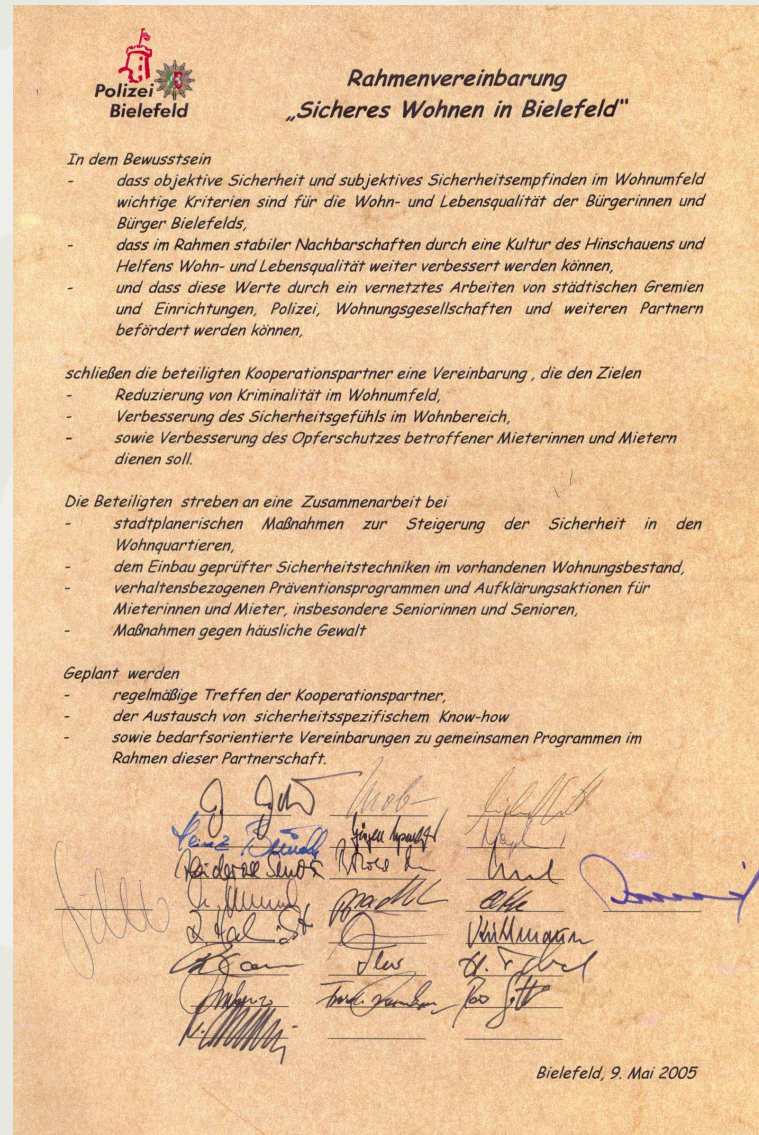 Polizei
Bielefeld
Rahmenvereinbarung
„Sicheres Wohnen in Bielefeld“
In dem Bewusstsein
- dass objektive Sicherheit und subjektives Sicherheitsempfinden im Wohnumfeld
wichtige Kriterien sind für die Wohn- und Lebensqualität der Bürgerinnen und
Bürger Bielefelds,
- dass im Rahmen stabiler Nachbarschaften durch eine Kultur des Hinschauens und
Helfens Wohn- und Lebensqualität weiter verbessert werden können,
- und dass diese Werte durch ein vernetztes Arbeiten von städtischen Gremien
und Einrichtungen, Polizei, Wohnungsgesellschaften und weiteren Partnern
befördert werden können,
schließen die beteiligten Kooperationspartner eine Vereinbarung , die den Zielen
- Reduzierung von Kriminalität im Wohnumfeld,
- Verbesserung des Sicherheitsgefühls im Wohnbereich,
- sowie Verbesserung des Opferschutzes betroffener Mieterinnen und Mietern
dienen soll.
Die Beteiligten streben an eine Zusammenarbeit bei
- stadtplanerischen Maßnahmen zur Steigerung der Sicherheit in den
Wohnquartieren,
- dem Einbau geprüfter Sicherheitstechniken im vorhandenen Wohnungsbestand,
- verhaltensbezogenen Präventionsprogrammen und Aufklärungsaktionen für
Mieterinnen und Mieter, insbesondere Seniorinnen und Senioren,
- Maßnahmen gegen häusliche Gewalt
Geplant werden
- regelmäßige Treffen der Kooperationspartner,
- der Austausch von sicherheitsspezifischem Know-how
- sowie bedarfsorientierte Vereinbarungen zu gemeinsamen Programmen im
Rahmen dieser Partnerschaft.
Bielefeld, 9. Mai 2005